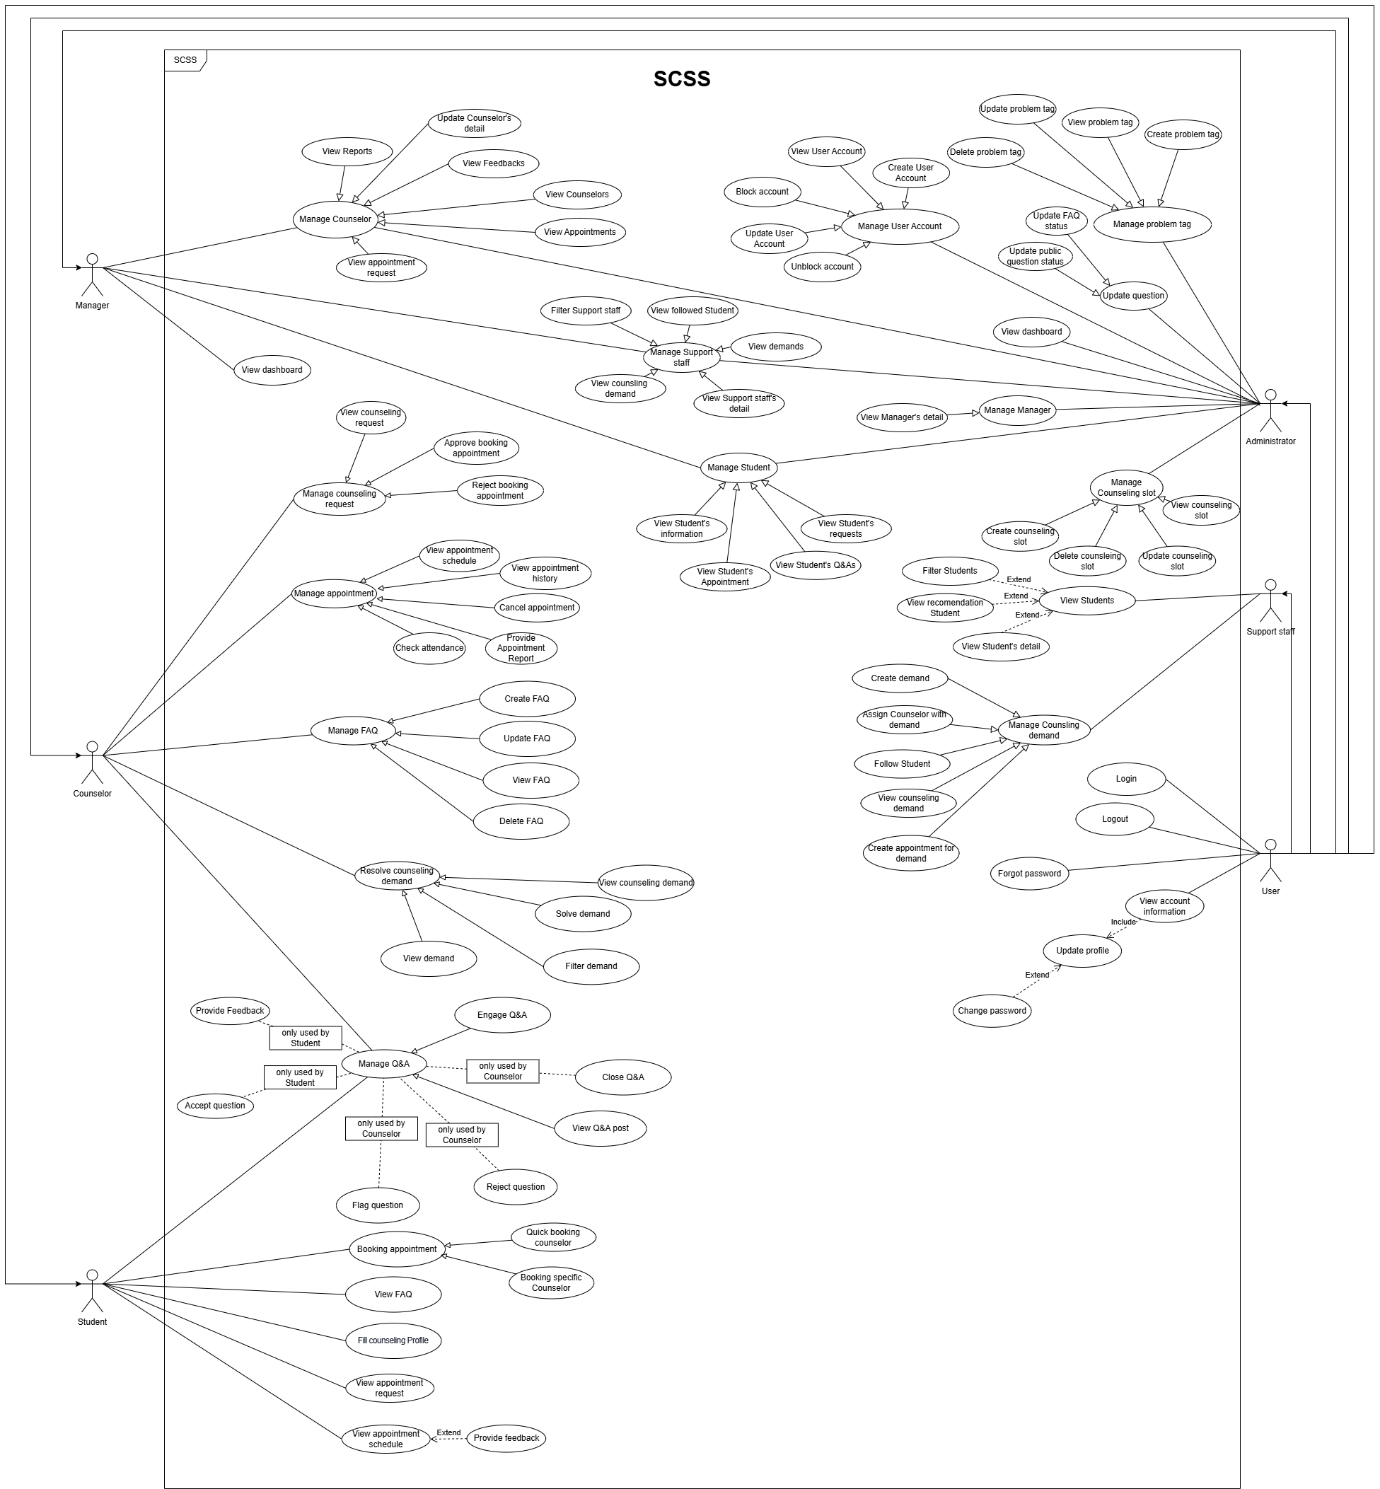 SCSS
SCSS
Update Counselor's
detail
View Reports
View Feedbacks
View Counselors
Manage Counselor
View Appointments
View appointment
request
Manager
View dashboard
Update problem tag
View problem tag
Create problem tag
Delete problem tag
Manage problem tag
View User Account
Create User
Account
Block account
Manage User Account
Update User
Account
Unblock account
Update FAQ
status
Update public
question status
Update question
View dashboard
Filter Support staff
View followed Student
Manage Support
staff
View demands
View counsling
demand
View Support staff's
detail
View Manager's detail
Manage Manager
Administrator
View counseling
request
Approve booking
appointment
Reject booking
appointment
Manage counseling
request
Manage Student
View Student's
information
View Student's
requests
View Student's
Appointment
View Student's Q&As
Manage
Counseling slot
View counseling
slot
Create counseling
slot
Delete counsleing
slot
Update counseling
slot
View appointment
schedule
View appointment
history
Manage appointment
Cancel appointment
Check attendance
Provide
Appointment
Report
Filter Students
Extend
View recomendation
Student
Extend
View Students
Extend
View Student's detail
Support staff
Create demand
Assign Counselor with
demand
Manage Counsling
demand
Follow Student
View counseling
demand
Create appointment for
demand
Create FAQ
Manage FAQ
Update FAQ
View FAQ
Delete FAQ
Counselor
Login
Logout
Forgot password
User
View account
information
Include
Update profile
Extend
Change password
Resolve counseling
demand
View counseling demand
Solve demand
View demand
Filter demand
Provide Feedback
only used by
Student
Engage Q&A
Manage Q&A
only used by
Student
only used by
Counselor
Close Q&A
Accept question
only used by
Counselor
only used by
Counselor
View Q&A post
Reject question
Flag question
Quick booking
counselor
Booking appointment
Booking specific
Counselor
View FAQ
Student
Fill counseling Profile
View appointment
request
View appointment
schedule
Extend
Provide feedback